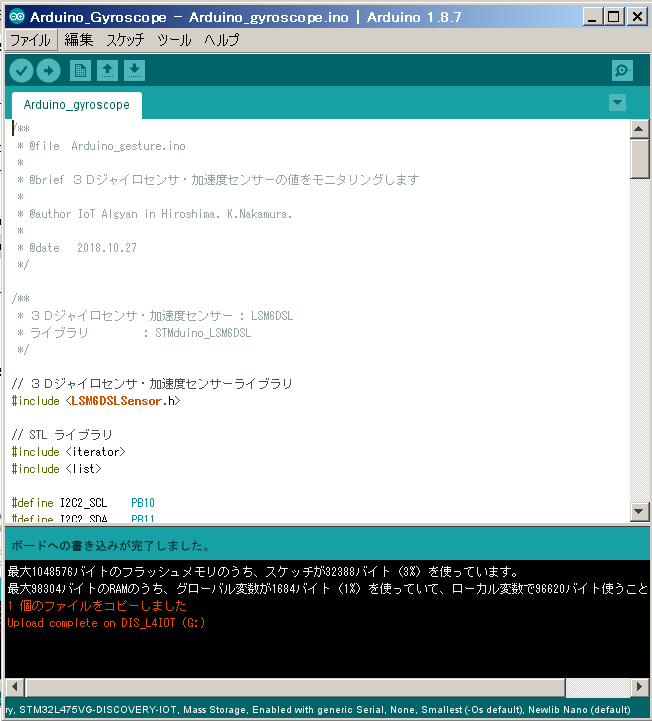 Arduino_Gyroscope - Arduino_gyroscope.ino | Arduino 1.8.7
ファイル 編集 スケッチ ツール ヘルプ
Arduino_gyroscope
/**
 * @file  Arduino_gesture.ino
 *
 * @brief ３Dジャイロセンサ・加速度センサーの値をモニタリングします
 *
 * @author IoT Algyan in Hiroshima. K.Nakamura.
 *
 * @date   2018.10.27
 */
/**
 * ３Dジャイロセンサ・加速度センサー : LSM6DSL
 * ライブラリ         : STMduino_LSM6DSL
 */
// ３Dジャイロセンサ・加速度センサーライブラリ
#include <LSM6DSLSensor.h>
// STL ライブラリ
#include <iterator>
#include <list>
#define I2C2_SCL    PB10
#define I2C2_SDA    PB11
ボードへの書き込みが完了しました。
最大1048576バイトのフラッシュメモリのうち、スケッチが32388バイト（3%）を使っています。
最大98304バイトのRAMのうち、グローバル変数が1684バイト（1%）を使っていて、ローカル変数で96620バイト使うこと
1 個のファイルをコピーしました
Upload complete on DIS_L4IOT (G:)
ry, STM32L475VG-DISCOVERY-IOT, Mass Storage, Enabled with generic Serial, None, Smallest (-Os default), Newlib Nano (default)